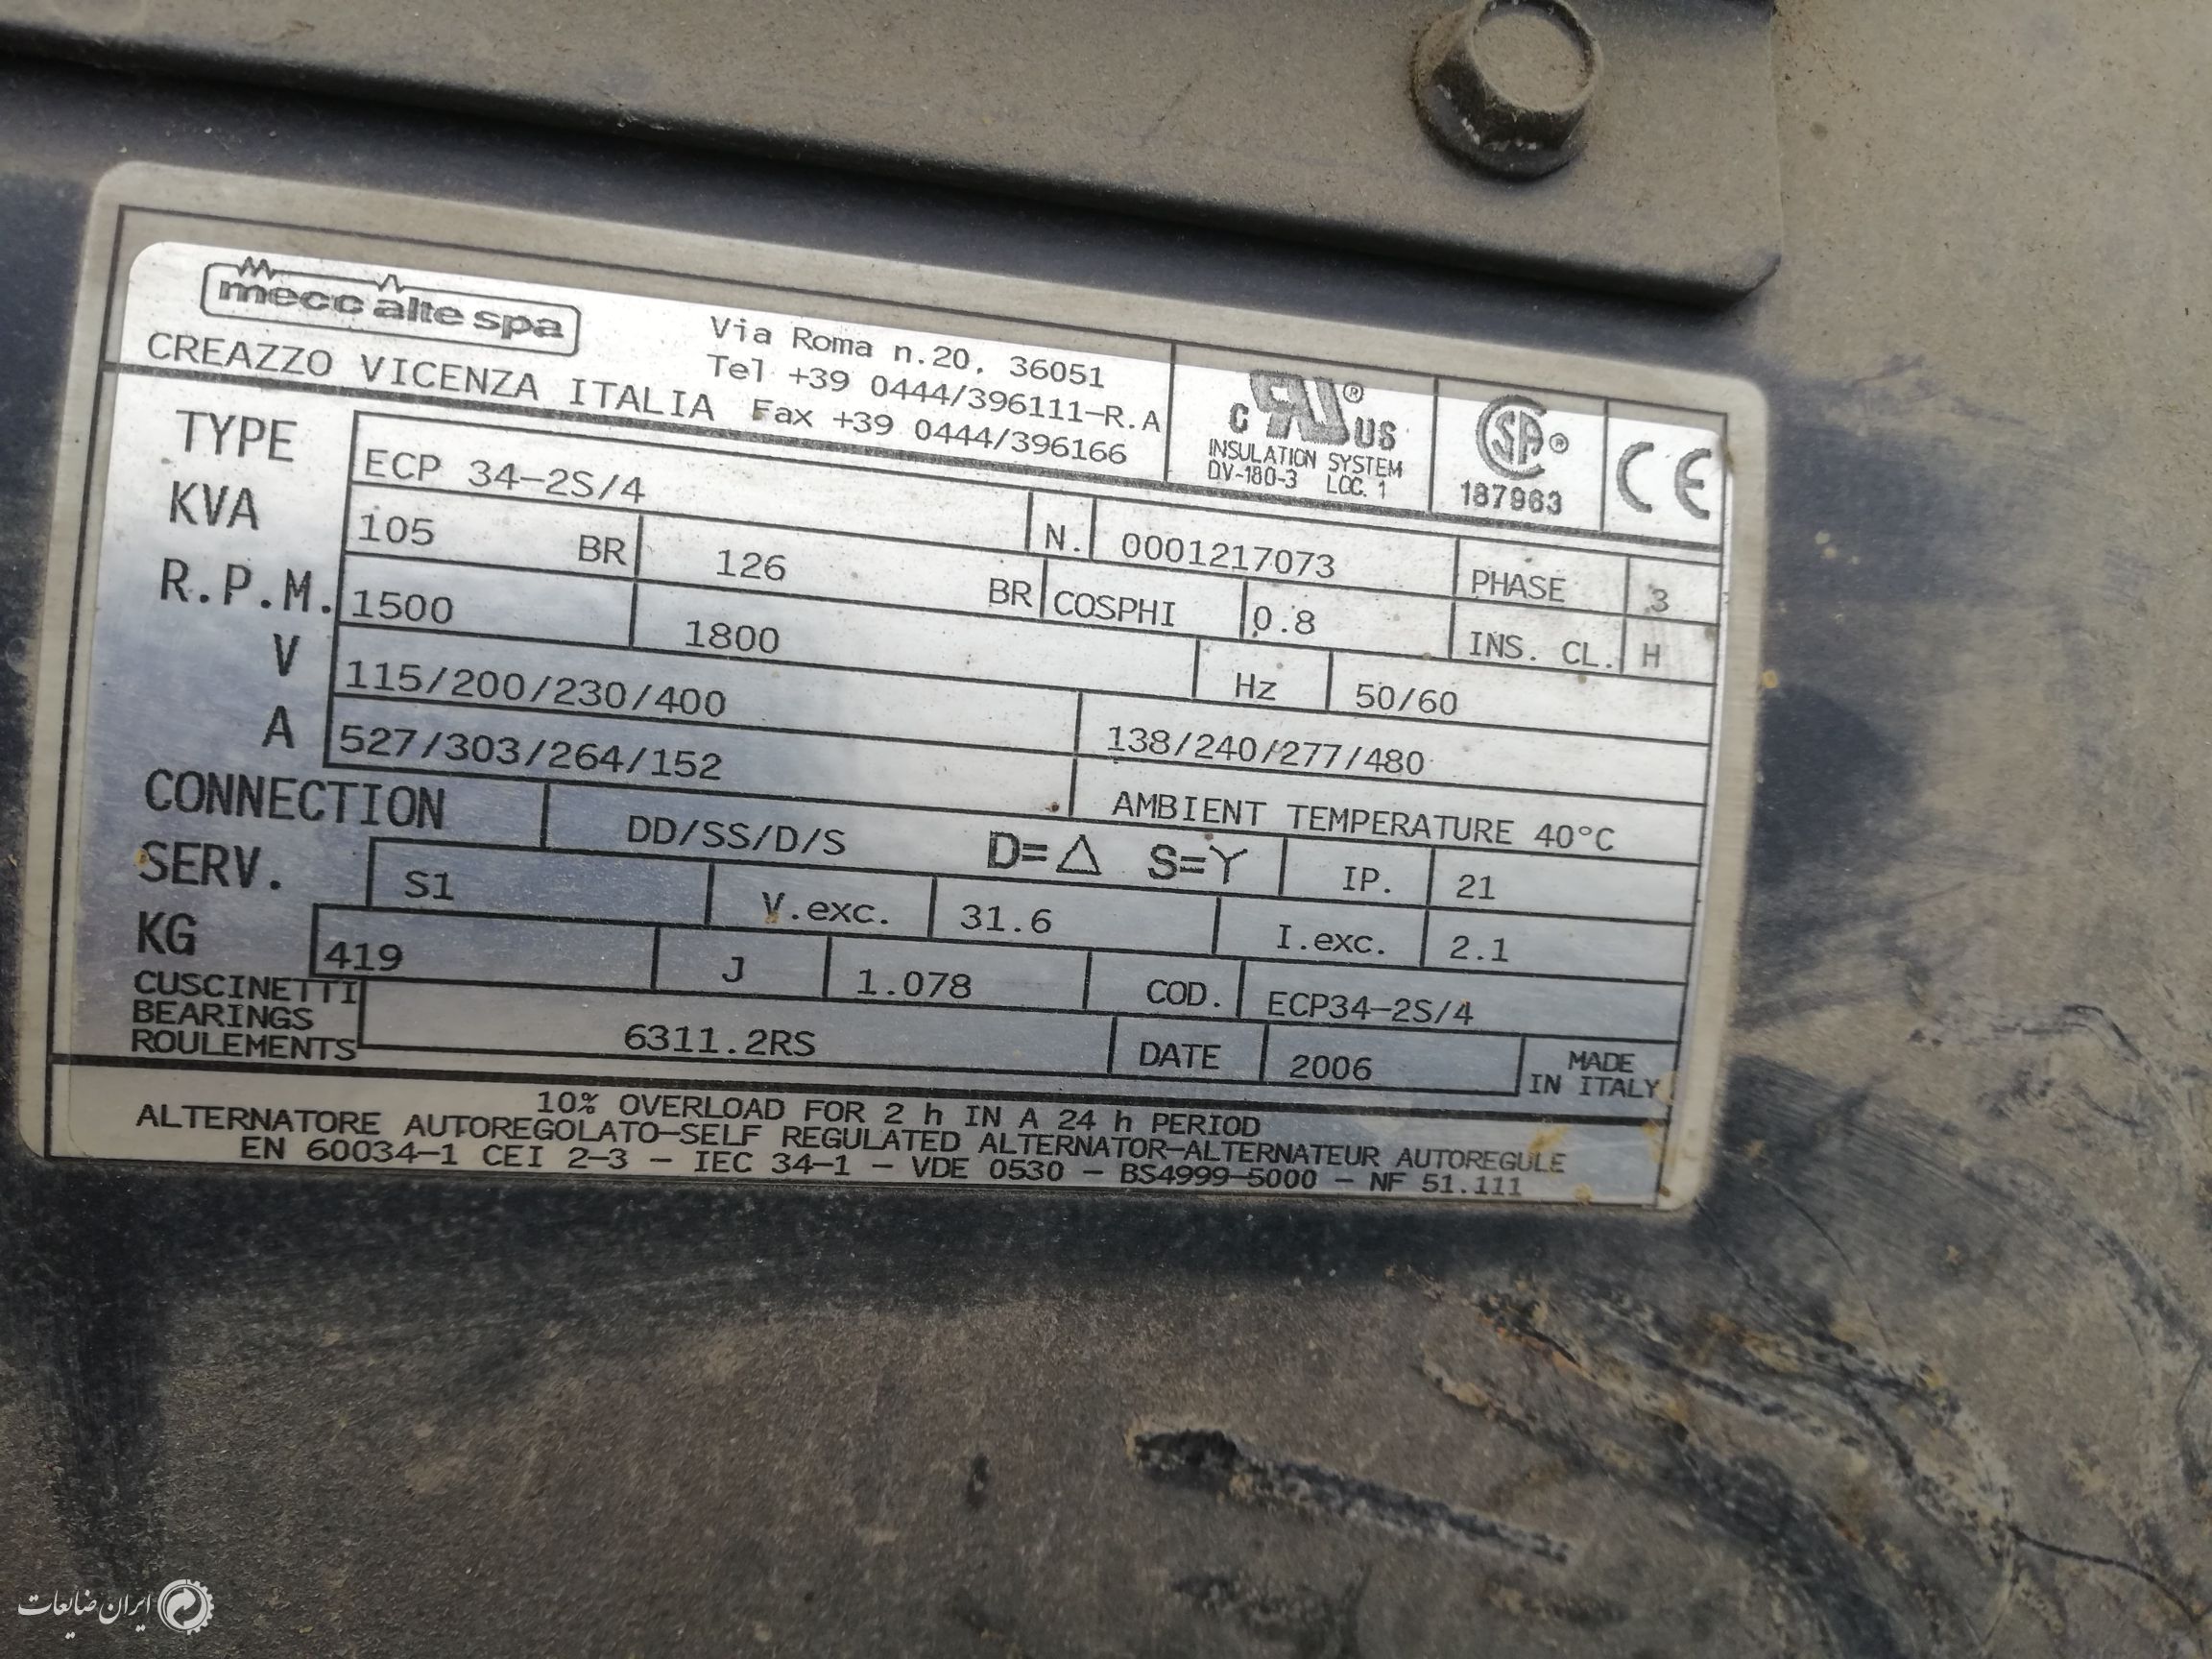 mecc alte spa
Via Roma n.20, 36051
Tel +39 0444/396111-R.A
CREAZZO VICENZA ITALIA Fax +39 0444/396166
C RU ® US
INSULATION SYSTEM
DV-180-3 LOC. 1
SA ®
187963
CE
TYPE ECP 34-2S/4 N. 0001217073 PHASE 3
KVA 105 BR 126 BR COSPHI 0.8 INS. CL. H
R.P.M. 1500 1800 Hz 50/60
V 115/200/230/400 138/240/277/480
A 527/303/264/152 AMBIENT TEMPERATURE 40°C
CONNECTION DD/SS/D/S D=△ S=Y IP. 21
SERV. S1 V.exc. 31.6 I.exc. 2.1
KG 419 J 1.078 COD. ECP34-2S/4
CUSCINETTI
BEARINGS
ROULEMENTS
6311.2RS DATE 2006
MADE
IN ITALY
10% OVERLOAD FOR 2 h IN A 24 h PERIOD
ALTERNATORE AUTOREGOLATO-SELF REGULATED ALTERNATOR-ALTERNATEUR AUTOREGULE
EN 60034-1 CEI 2-3 - IEC 34-1 - VDE 0530 - BS4999-5000 - NF 51.111
ایران ضایعات